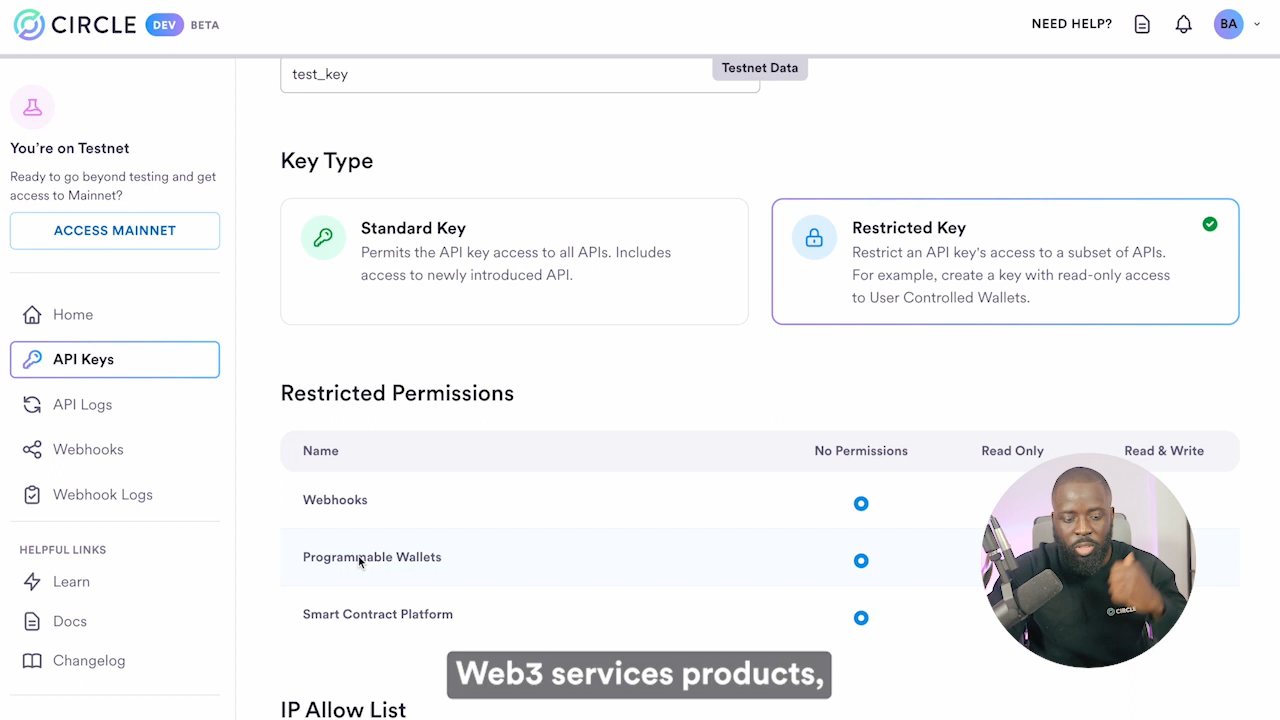 CIRCLE DEV BETA
NEED HELP?
BA
test_key
Testnet Data
You're on Testnet
Ready to go beyond testing and get
access to Mainnet?
ACCESS MAINNET
Home
API Keys
API Logs
Webhooks
Webhook Logs
HELPFUL LINKS
Learn
Docs
Changelog
Key Type
Standard Key
Permits the API key access to all APIs. Includes
access to newly introduced API.
Restricted Key
Restrict an API key's access to a subset of APIs.
For example, create a key with read-only access
to User Controlled Wallets.
Restricted Permissions
Name No Permissions Read Only Read & Write
Webhooks
Programmable Wallets
Smart Contract Platform
CIRCLE
Web3 services products,
IP Allow List